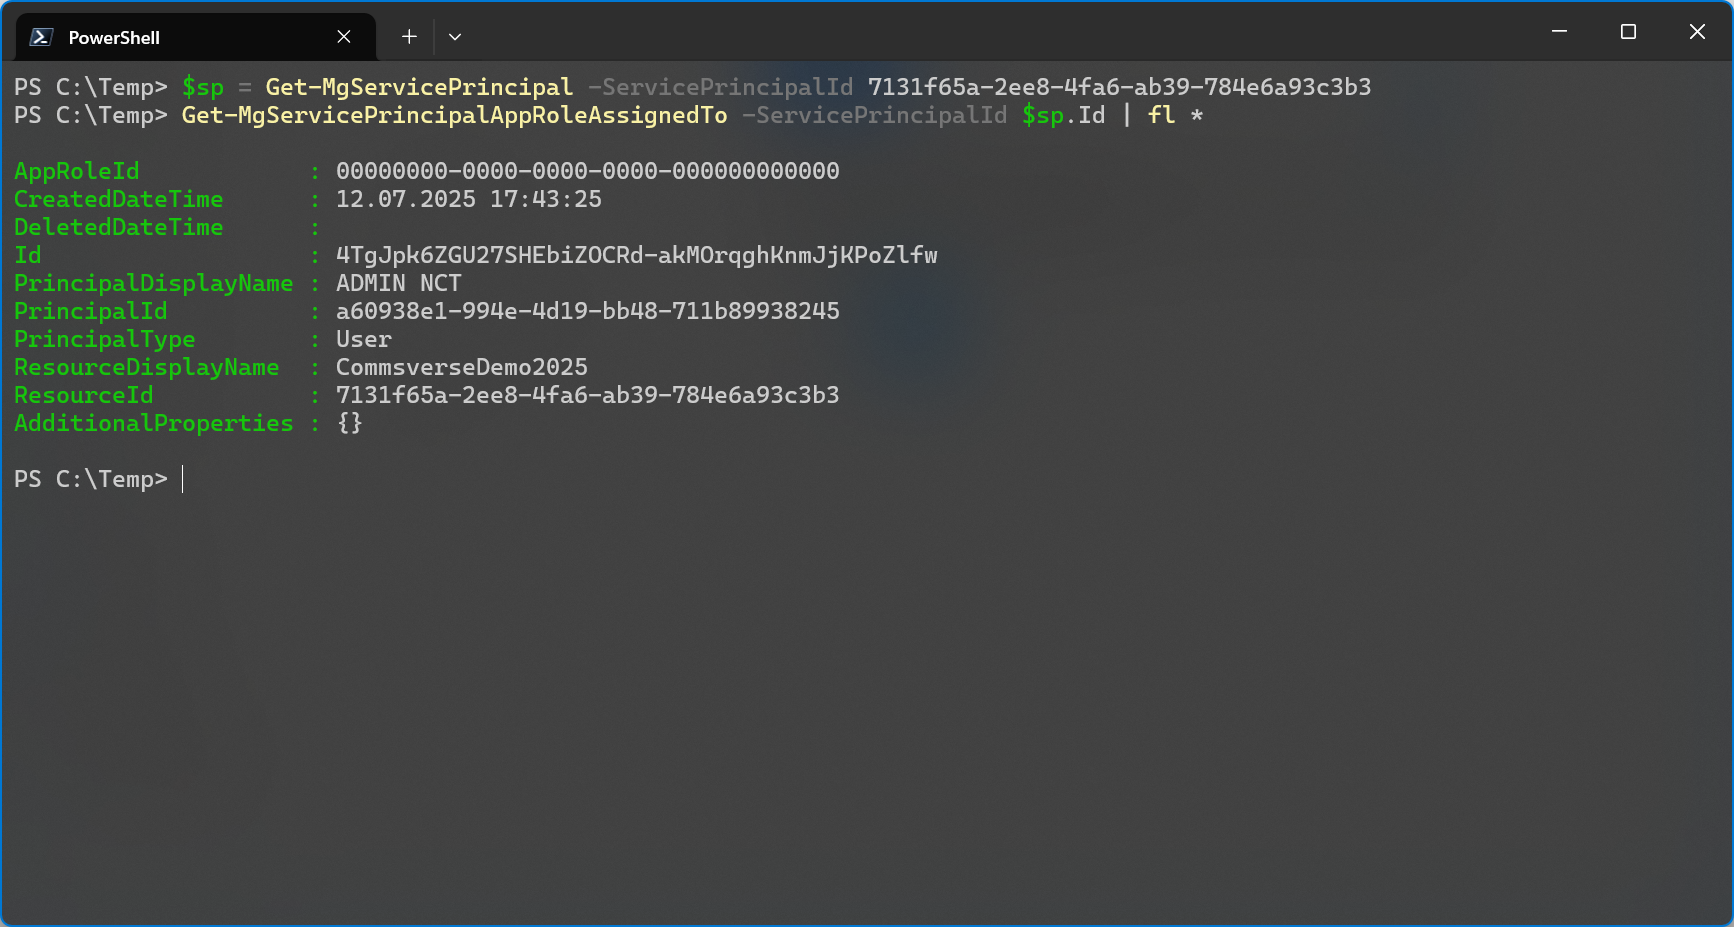 PowerShell
PS C:\Temp> $sp = Get-MgServicePrincipal -ServicePrincipalId 7131f65a-2ee8-4fa6-ab39-784e6a93c3b3
PS C:\Temp> Get-MgServicePrincipalAppRoleAssignedTo -ServicePrincipalId $sp.Id | fl *
AppRoleId : 00000000-0000-0000-0000-000000000000
CreatedDateTime : 12.07.2025 17:43:25
DeletedDateTime :
Id : 4TgJpk6ZGU27SHEbiZOCRd-akMOrqghKnmJjKPoZlfw
PrincipalDisplayName : ADMIN NCT
PrincipalId : a60938e1-994e-4d19-bb48-711b89938245
PrincipalType : User
ResourceDisplayName : CommsverseDemo2025
ResourceId : 7131f65a-2ee8-4fa6-ab39-784e6a93c3b3
AdditionalProperties : {}
PS C:\Temp>